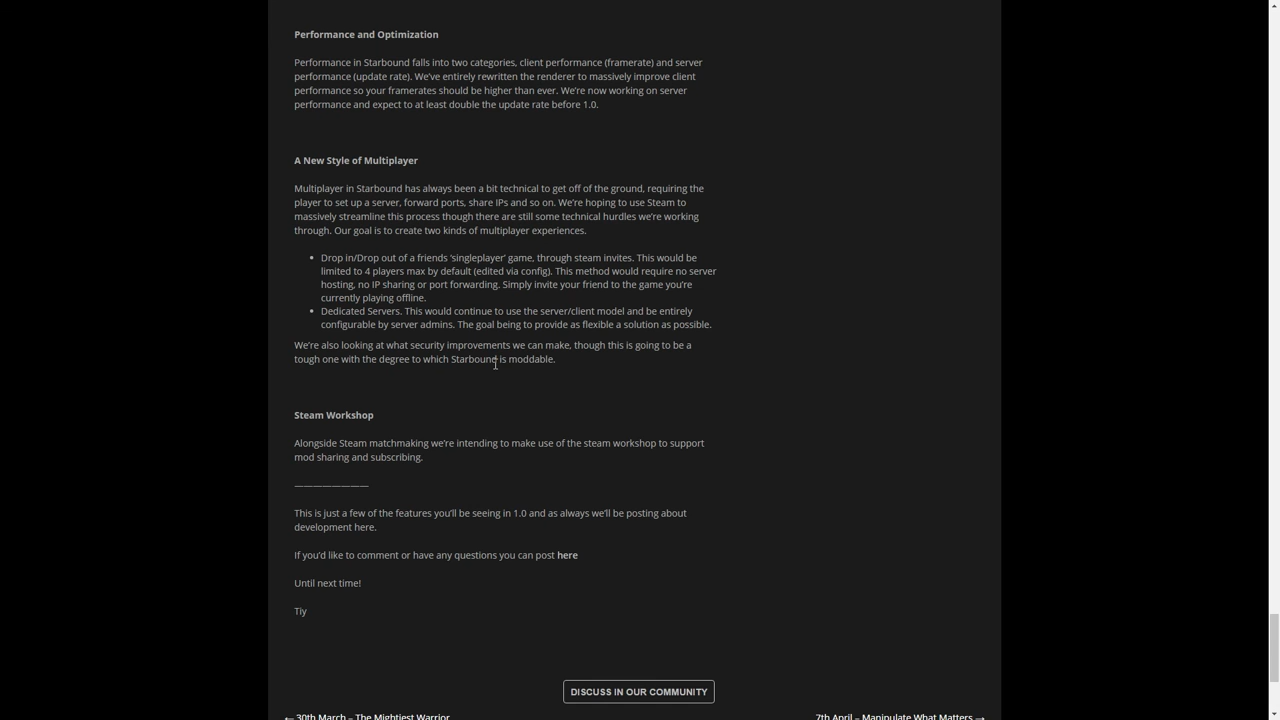 Performance and Optimization
Performance in Starbound falls into two categories, client performance (framerate) and server
performance (update rate). We’ve entirely rewritten the renderer to massively improve client
performance so your framerates should be higher than ever. We’re now working on server
performance and expect to at least double the update rate before 1.0.
A New Style of Multiplayer
Multiplayer in Starbound has always been a bit technical to get off of the ground, requiring the
player to set up a server, forward ports, share IPs and so on. We’re hoping to use Steam to
massively streamline this process though there are still some technical hurdles we’re working
through. Our goal is to create two kinds of multiplayer experiences.
• Drop in/Drop out of a friends ‘singleplayer’ game, through steam invites. This would be
limited to 4 players max by default (edited via config). This method would require no server
hosting, no IP sharing or port forwarding. Simply invite your friend to the game you’re
currently playing offline.
• Dedicated Servers. This would continue to use the server/client model and be entirely
configurable by server admins. The goal being to provide as flexible a solution as possible.
We’re also looking at what security improvements we can make, though this is going to be a
tough one with the degree to which Starbound is moddable.
Steam Workshop
Alongside Steam matchmaking we’re intending to make use of the steam workshop to support
mod sharing and subscribing.
————————
This is just a few of the features you’ll be seeing in 1.0 and as always we’ll be posting about
development here.
If you’d like to comment or have any questions you can post here
Until next time!
Tiy
DISCUSS IN OUR COMMUNITY
← 30th March – The Mightiest Warrior
7th April – Manipulate What Matters →